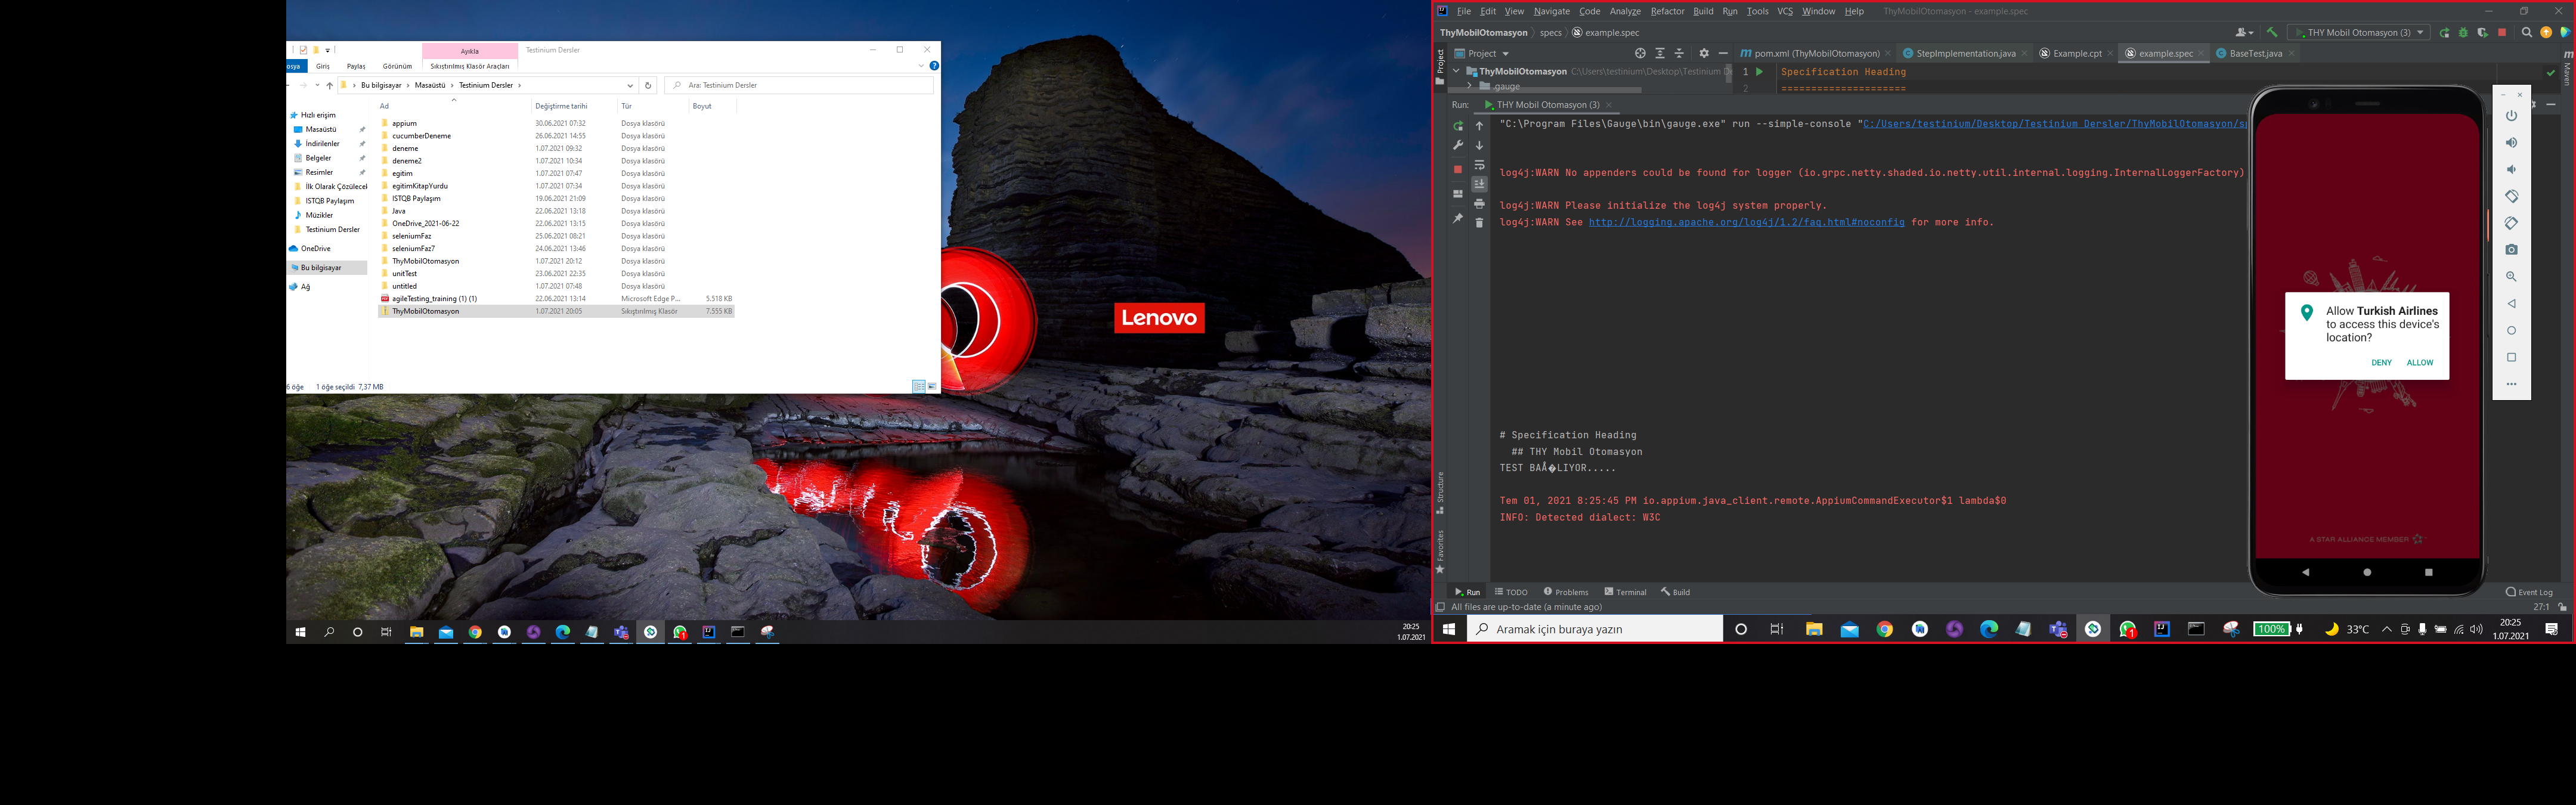 Ayıkla
Testinium Dersler
osya
Giriş
Paylaş
Görünüm
Sıkıştırılmış Klasör Araçları
Bu bilgisayar > Masaüstü > Testinium Dersler >
Ara: Testinium Dersler
Ad
Değiştirme tarihi
Tür
Boyut
Hızlı erişim
Masaüstü
İndirilenler
Belgeler
Resimler
İlk Olarak Çözülecek
ISTQB Paylaşım
Müzikler
Testinium Dersler
OneDrive
Bu bilgisayar
Ağ
appium 30.06.2021 07:32 Dosya klasörü
cucumberDeneme 26.06.2021 14:55 Dosya klasörü
deneme 1.07.2021 09:32 Dosya klasörü
deneme2 1.07.2021 10:34 Dosya klasörü
egitim 1.07.2021 07:47 Dosya klasörü
egitimKitapYurdu 1.07.2021 07:34 Dosya klasörü
ISTQB Paylaşım 19.06.2021 21:09 Dosya klasörü
Java 22.06.2021 13:18 Dosya klasörü
OneDrive_2021-06-22 22.06.2021 13:15 Dosya klasörü
seleniumFaz 25.06.2021 08:21 Dosya klasörü
seleniumFaz7 24.06.2021 13:46 Dosya klasörü
ThyMobilOtomasyon 1.07.2021 20:12 Dosya klasörü
unitTest 23.06.2021 22:35 Dosya klasörü
untitled 1.07.2021 07:48 Dosya klasörü
agileTesting_training (1) (1) 22.06.2021 13:14 Microsoft Edge P... 5.518 KB
ThyMobilOtomasyon 1.07.2021 20:05 Sıkıştırılmış Klasör 7.555 KB
6 öğe 1 öğe seçildi 7,37 MB
Lenovo
20:25
1.07.2021
File Edit View Navigate Code Analyze Refactor Build Run Tools VCS Window Help ThyMobilOtomasyon - example.spec
ThyMobilOtomasyon > specs > example.spec
THY Mobil Otomasyon (3)
Project
pom.xml (ThyMobilOtomasyon)
StepImplementation.java
Example.cpt
example.spec
BaseTest.java
Project
Maven
ThyMobilOtomasyon C:\Users\testinium\Desktop\Testinium De
.gauge
1 Specification Heading
2 =====================
Run: THY Mobil Otomasyon (3)
"C:\Program Files\Gauge\bin\gauge.exe" run --simple-console "C:/Users/testinium/Desktop/Testinium Dersler/ThyMobilOtomasyon/s
log4j:WARN No appenders could be found for logger (io.grpc.netty.shaded.io.netty.util.internal.logging.InternalLoggerFactory)
log4j:WARN Please initialize the log4j system properly.
log4j:WARN See http://logging.apache.org/log4j/1.2/faq.html#noconfig for more info.
# Specification Heading
## THY Mobil Otomasyon
TEST BAÅ�LIYOR.....
Tem 01, 2021 8:25:45 PM io.appium.java_client.remote.AppiumCommandExecutor$1 lambda$0
INFO: Detected dialect: W3C
Allow Turkish Airlines
to access this device's
location?
DENY ALLOW
A STAR ALLIANCE MEMBER
Structure
Favorites
Run TODO Problems Terminal Build
Event Log
All files are up-to-date (a minute ago)
27:1
Aramak için buraya yazın
1
100%
33°C
20:25
1.07.2021